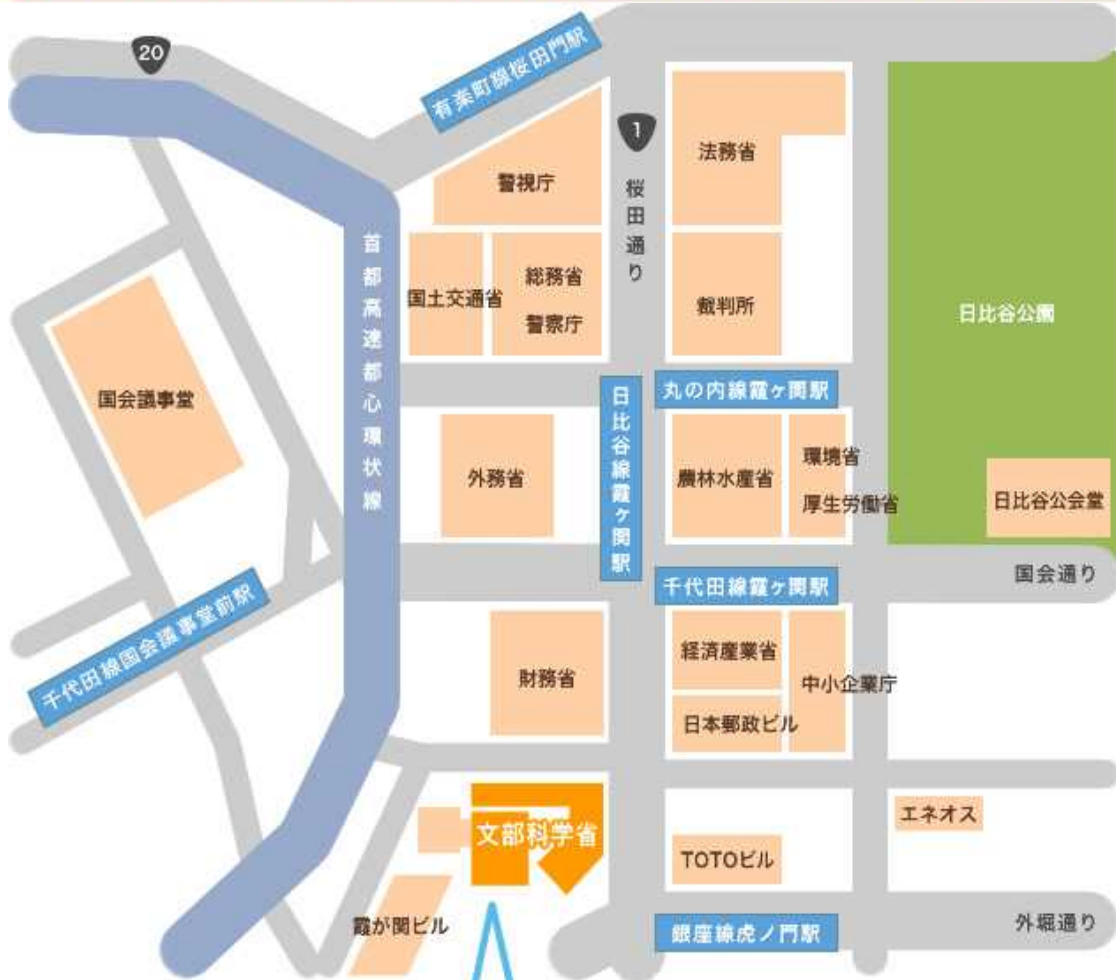 20
有楽町線桜田門駅
1
桜田通り
法務省
警視庁
首都高速都心環状線
国土交通省
総務省
警察庁
裁判所
日比谷公園
国会議事堂
日比谷線霞ヶ関駅
丸の内線霞ヶ関駅
外務省
農林水産省
環境省
厚生労働省
日比谷公会堂
千代田線国会議事堂前駅
千代田線霞ヶ関駅
国会通り
財務省
経済産業省
中小企業庁
日本郵政ビル
文部科学省
エネオス
TOTOビル
霞が関ビル
銀座線虎ノ門駅
外堀通り